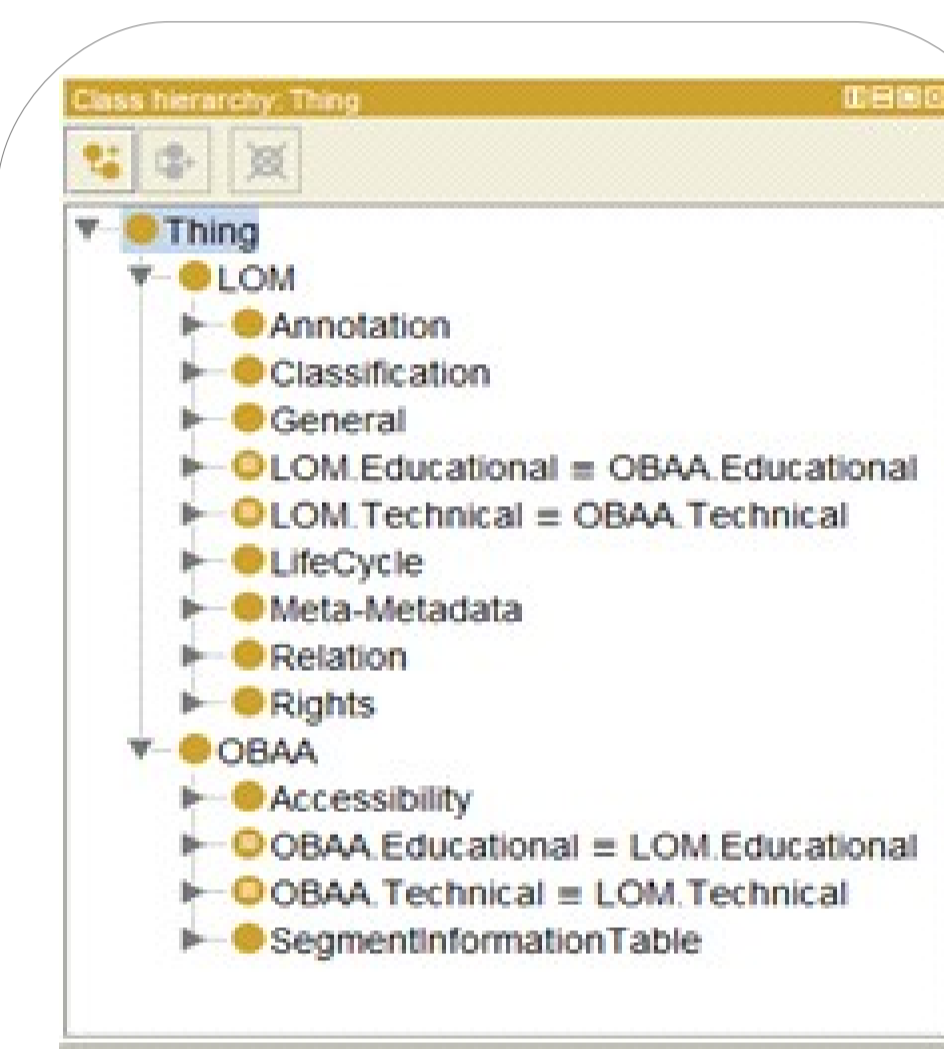 Class hierarchy: Thing
Thing
LOM
Annotation
Classification
General
LOM.Educational ≡ OBAA.Educational
LOM.Technical ≡ OBAA.Technical
LifeCycle
Meta-Metadata
Relation
Rights
OBAA
Accessibility
OBAA.Educational ≡ LOM.Educational
OBAA.Technical ≡ LOM.Technical
SegmentInformationTable